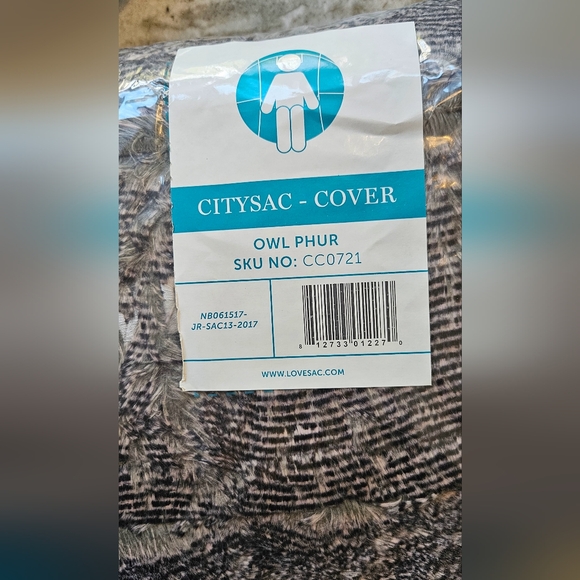 CITYSAC - COVER
OWL PHUR
SKU NO: CC0721
NB061517-
JR-SAC13-2017
8 12733 01227 0
WWW.LOVESAC.COM